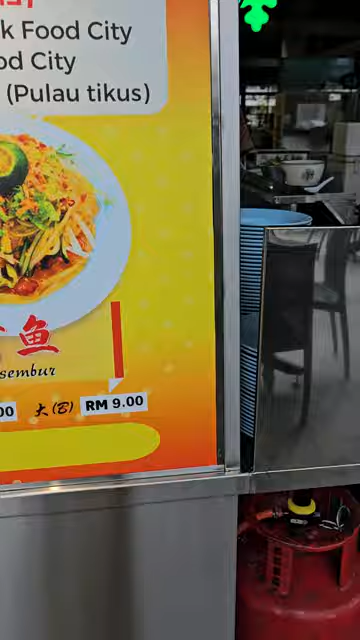 k Food City
od City
(Pulau tikus)
鱼
sembur
00 大(B) RM 9.00